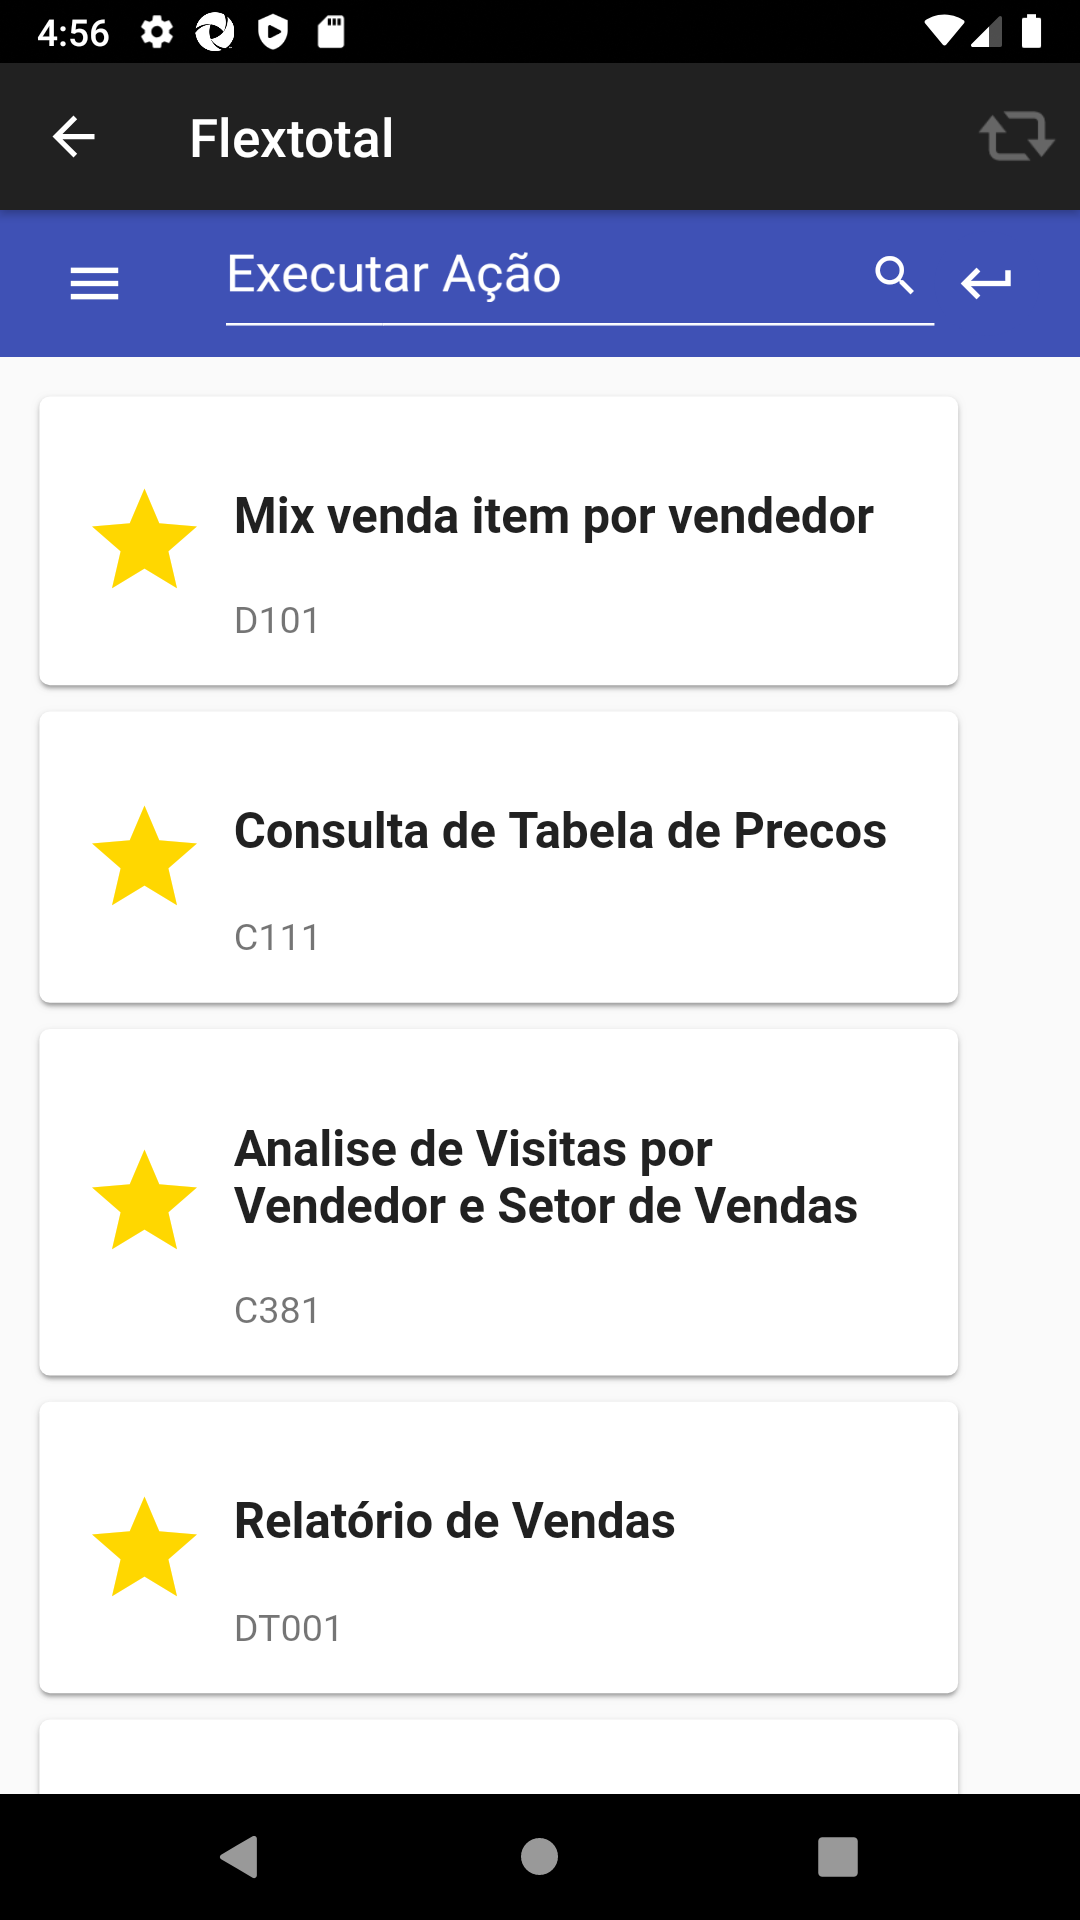 4:56
Flextotal
Executar Ação
Mix venda item por vendedor
D101
Consulta de Tabela de Precos
C111
Analise de Visitas por
Vendedor e Setor de Vendas
C381
Relatório de Vendas
DT001